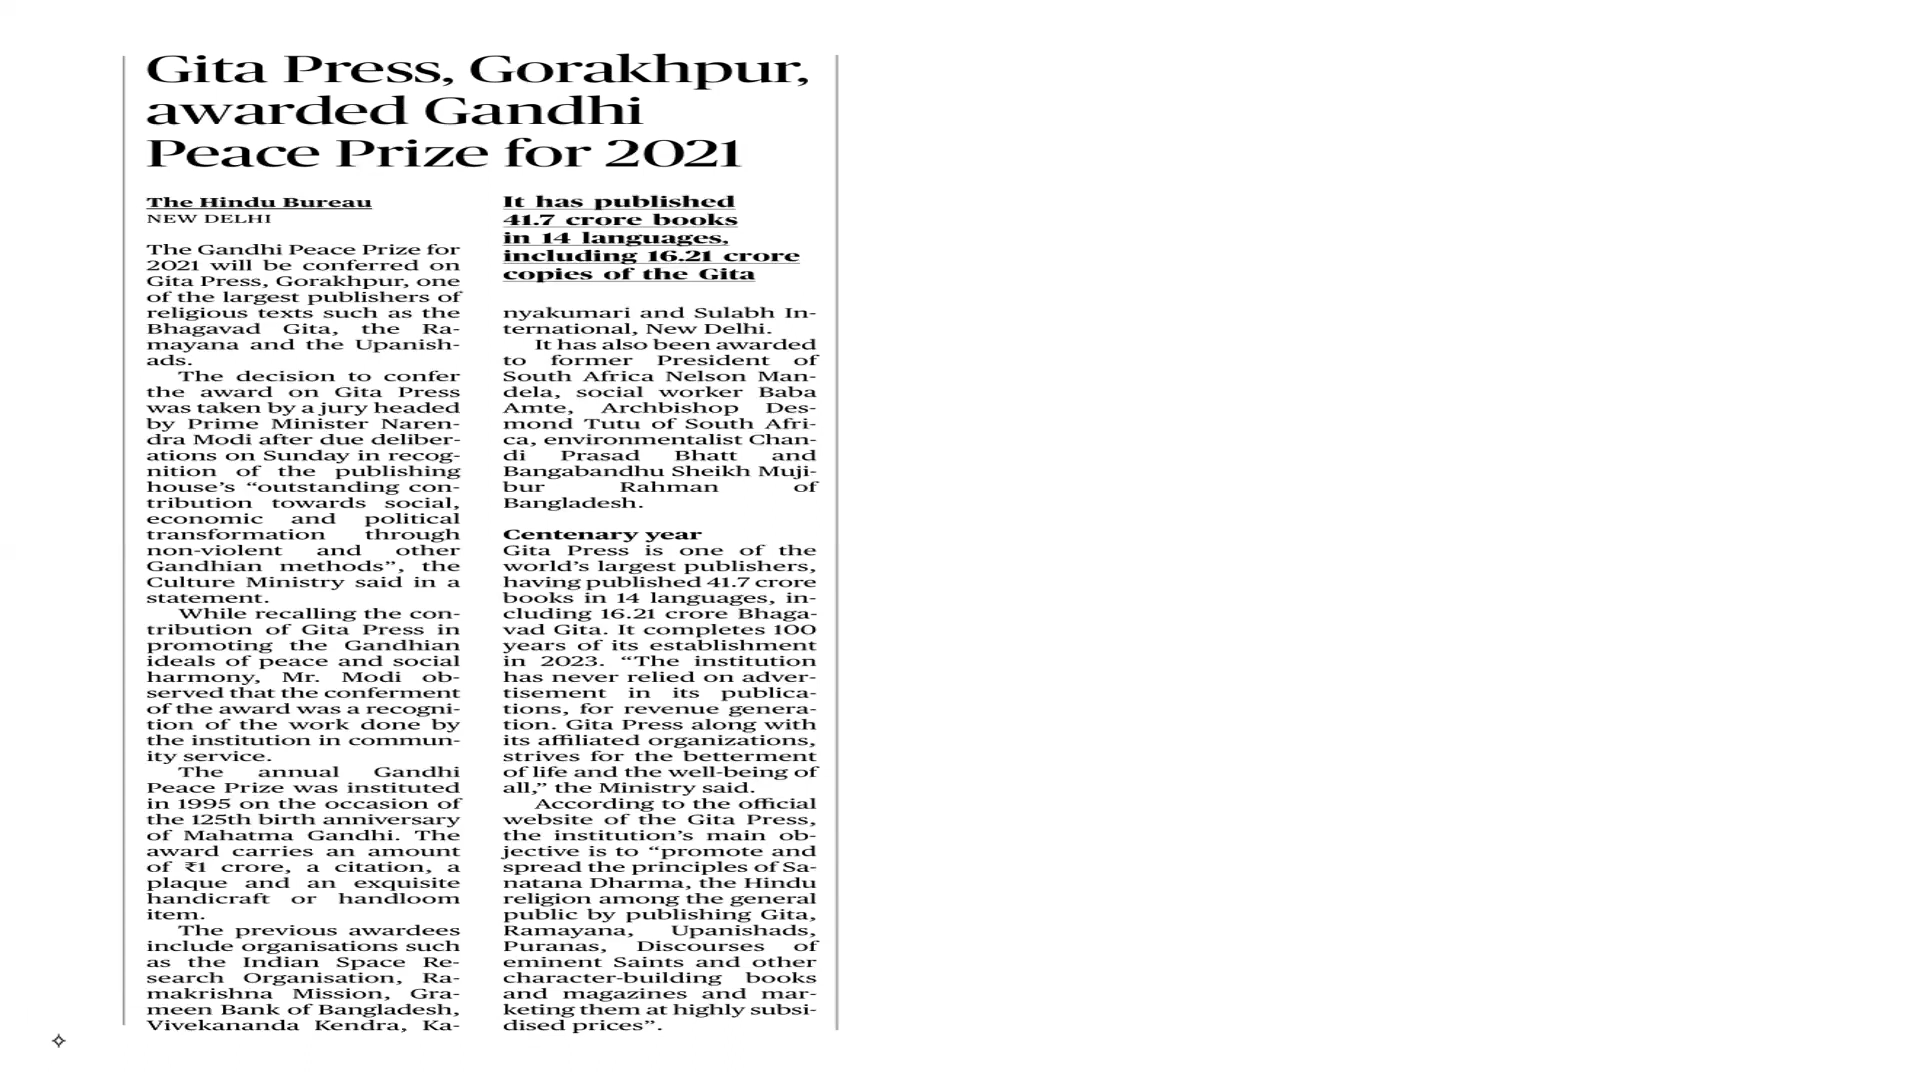 Gita Press, Gorakhpur,
awarded Gandhi
Peace Prize for 2021
The Hindu Bureau
NEW DELHI
The Gandhi Peace Prize for
2021 will be conferred on
Gita Press, Gorakhpur, one
of the largest publishers of
religious texts such as the
Bhagavad Gita, the Ra-
mayana and the Upanish-
ads.
The decision to confer
the award on Gita Press
was taken by a jury headed
by Prime Minister Naren-
dra Modi after due deliber-
ations on Sunday in recog-
nition of the publishing
house’s “outstanding con-
tribution towards social,
economic and political
transformation through
non-violent and other
Gandhian methods”, the
Culture Ministry said in a
statement.
While recalling the con-
tribution of Gita Press in
promoting the Gandhian
ideals of peace and social
harmony, Mr. Modi ob-
served that the conferment
of the award was a recogni-
tion of the work done by
the institution in commun-
ity service.
The annual Gandhi
Peace Prize was instituted
in 1995 on the occasion of
the 125th birth anniversary
of Mahatma Gandhi. The
award carries an amount
of ₹1 crore, a citation, a
plaque and an exquisite
handicraft or handloom
item.
The previous awardees
include organisations such
as the Indian Space Re-
search Organisation, Ra-
makrishna Mission, Gra-
meen Bank of Bangladesh,
Vivekananda Kendra, Ka-
It has published
41.7 crore books
in 14 languages,
including 16.21 crore
copies of the Gita
nyakumari and Sulabh In-
ternational, New Delhi.
It has also been awarded
to former President of
South Africa Nelson Man-
dela, social worker Baba
Amte, Archbishop Des-
mond Tutu of South Afri-
ca, environmentalist Chan-
di Prasad Bhatt and
Bangabandhu Sheikh Muji-
bur Rahman of
Bangladesh.
Centenary year
Gita Press is one of the
world’s largest publishers,
having published 41.7 crore
books in 14 languages, in-
cluding 16.21 crore Bhaga-
vad Gita. It completes 100
years of its establishment
in 2023. “The institution
has never relied on adver-
tisement in its publica-
tions, for revenue genera-
tion. Gita Press along with
its affiliated organizations,
strives for the betterment
of life and the well-being of
all,” the Ministry said.
According to the official
website of the Gita Press,
the institution’s main ob-
jective is to “promote and
spread the principles of Sa-
natana Dharma, the Hindu
religion among the general
public by publishing Gita,
Ramayana, Upanishads,
Puranas, Discourses of
eminent Saints and other
character-building books
and magazines and mar-
keting them at highly subsi-
dised prices”.